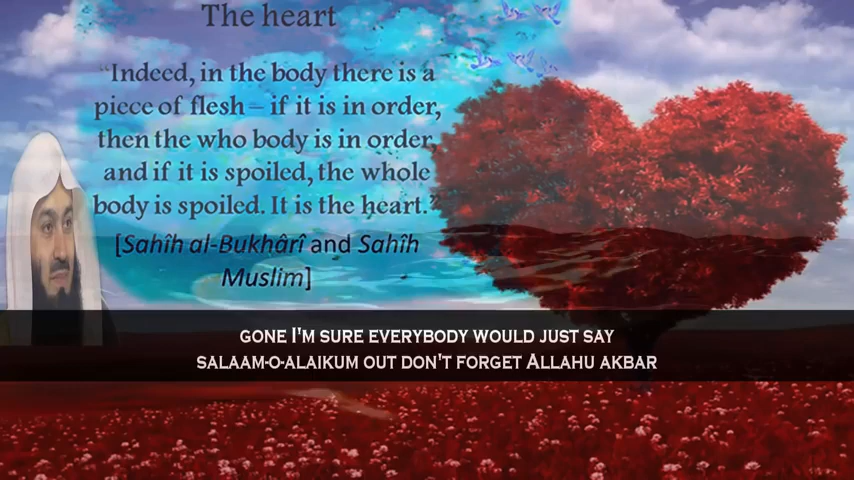 The heart
"Indeed, in the body there is a
piece of flesh – if it is in order,
then the who body is in order,
and if it is spoiled, the whole
body is spoiled. It is the heart."
[Sahîh al-Bukhârî and Sahîh
Muslim]
GONE I'M SURE EVERYBODY WOULD JUST SAY
SALAAM-O-ALAIKUM OUT DON'T FORGET ALLAHU AKBAR